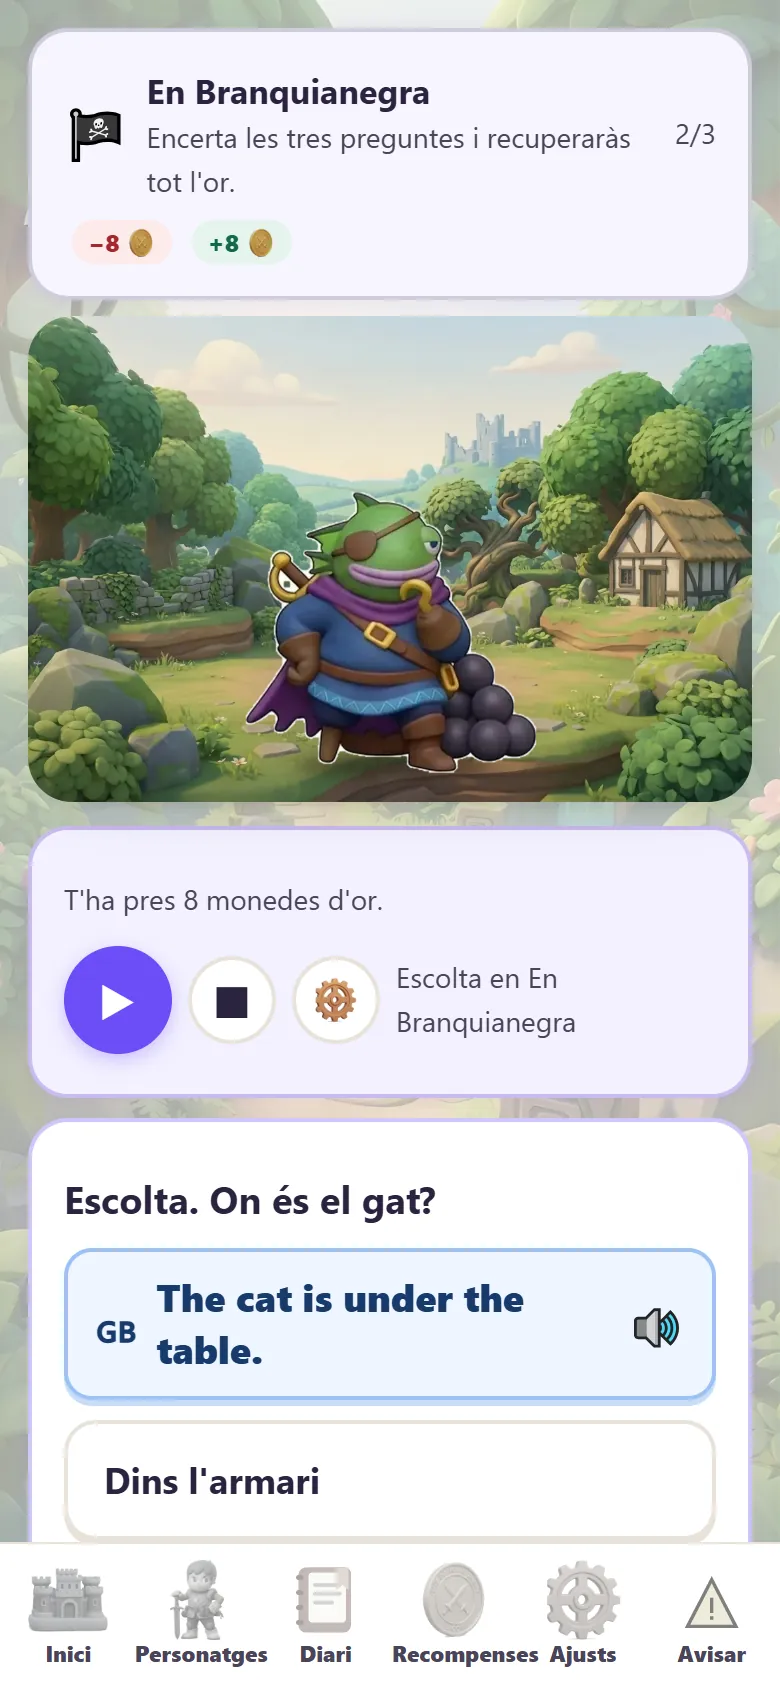 En Branquianegra
Encerta les tres preguntes i recuperaràs
tot l'or.
2/3
−8
+8
T'ha pres 8 monedes d'or.
Escolta en En
Branquianegra
Escolta. On és el gat?
GB
The cat is under the
table.
Dins l'armari
Inici
Personatges
Diari
Recompenses
Ajusts
Avisar